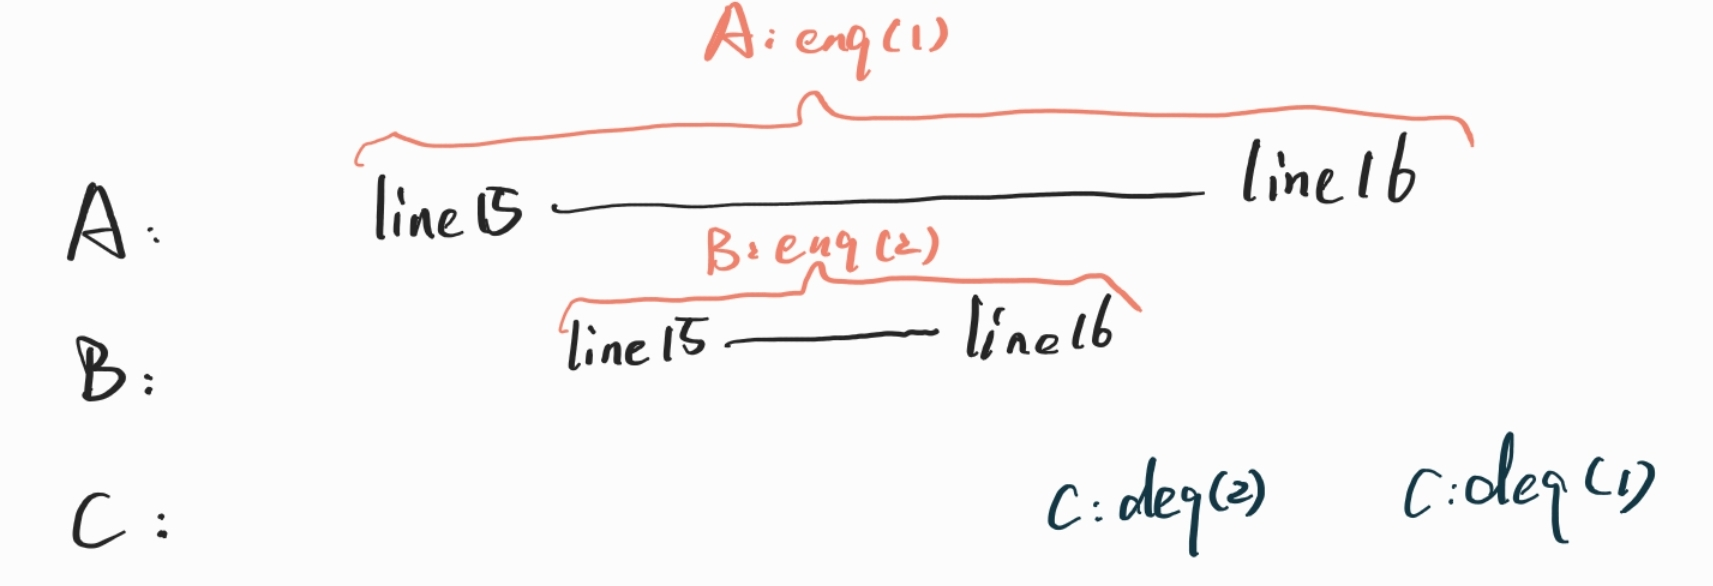 A: enq(1)
A: line 15 line 16
B: enq(2)
B: line 15 line 16
C: C: deq(2) C: deq(1)